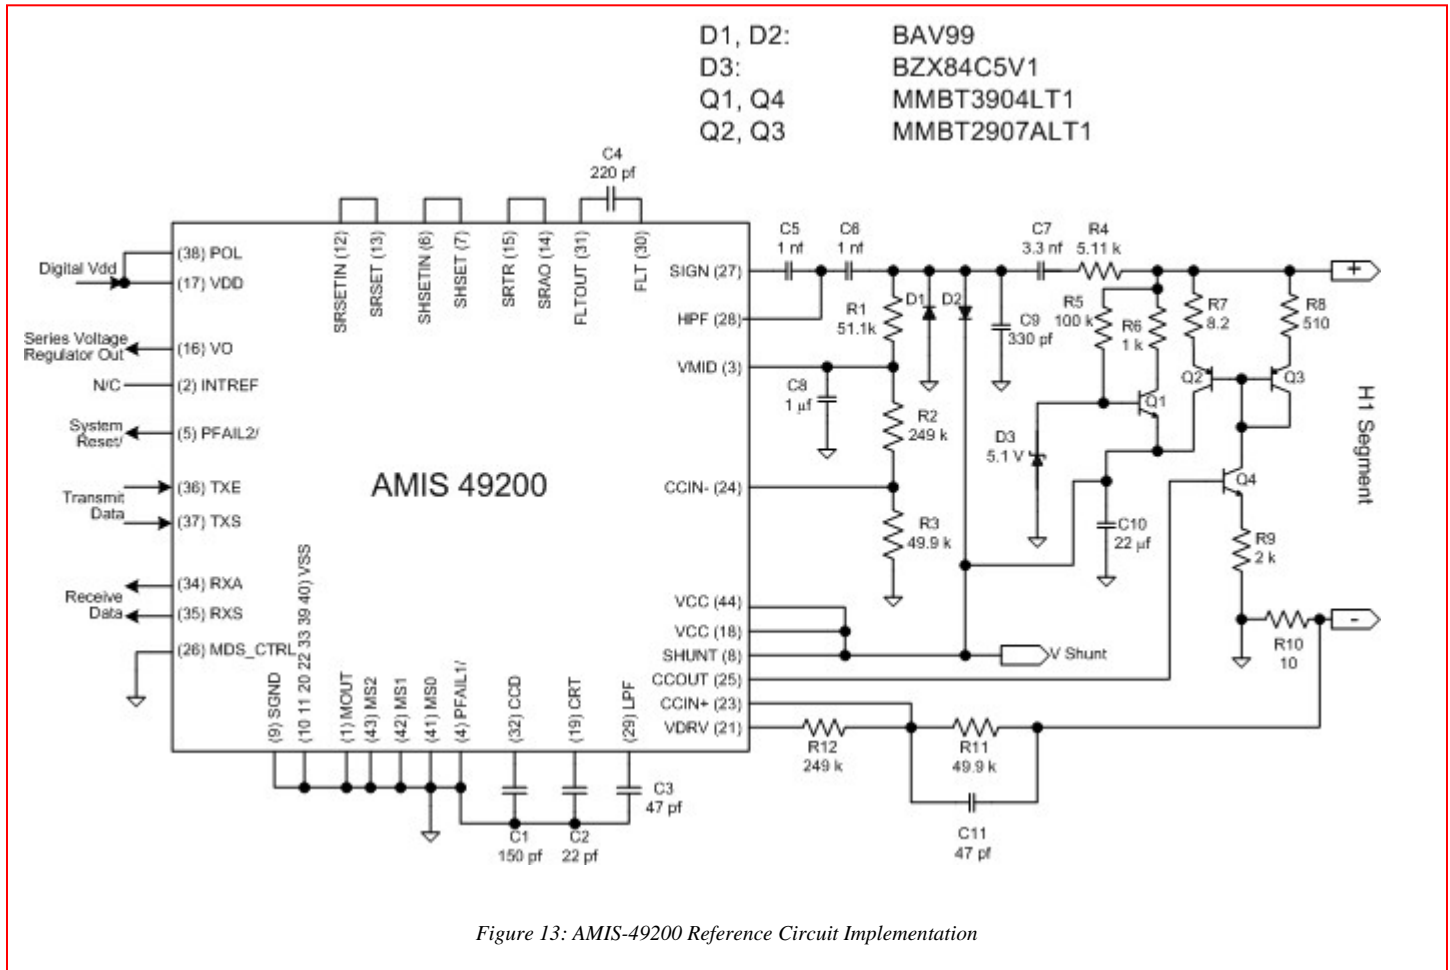 D1, D2: BAV99
D3: BZX84C5V1
Q1, Q4 MMBT3904LT1
Q2, Q3 MMBT2907ALT1
C4
220 pf
SRSETIN (12)
SRSET (13)
SHSETIN (6)
SHSET (7)
SRTR (15)
SRAO (14)
FLTOUT (31)
FLT (30)
Digital Vdd
(38) POL
(17) VDD
Series Voltage
Regulator Out
(16) VO
N/C
(2) INTREF
System
Reset/
(5) PFAIL2/
Transmit
Data
(36) TXE
(37) TXS
Receive
Data
(34) RXA
(35) RXS
(26) MDS_CTRL
AMIS 49200
(9) SGND
(10 11 20 22 33 39 40) VSS
(1) MOUT
(43) MS2
(42) MS1
(41) MS0
(4) PFAIL1/
(32) CCD
(19) CRT
(29) LPF
SIGN (27)
HPF (28)
VMID (3)
CCIN- (24)
VCC (44)
VCC (18)
SHUNT (8)
CCOUT (25)
CCIN+ (23)
VDRV (21)
C1
150 pf
C2
22 pf
C3
47 pf
C5
1 nf
C6
1 nf
C7
3.3 nf
R4
5.11 k
R1
51.1k
D1
D2
C9
330 pf
R5
100 k
R6
1 k
R7
8.2
R8
510
C8
1 µf
R2
249 k
Q1
Q2
Q3
D3
5.1 V
Q4
R3
49.9 k
C10
22 µf
R9
2 k
R10
10
+
-
H1 Segment
V Shunt
R12
249 k
R11
49.9 k
C11
47 pf
Figure 13: AMIS-49200 Reference Circuit Implementation